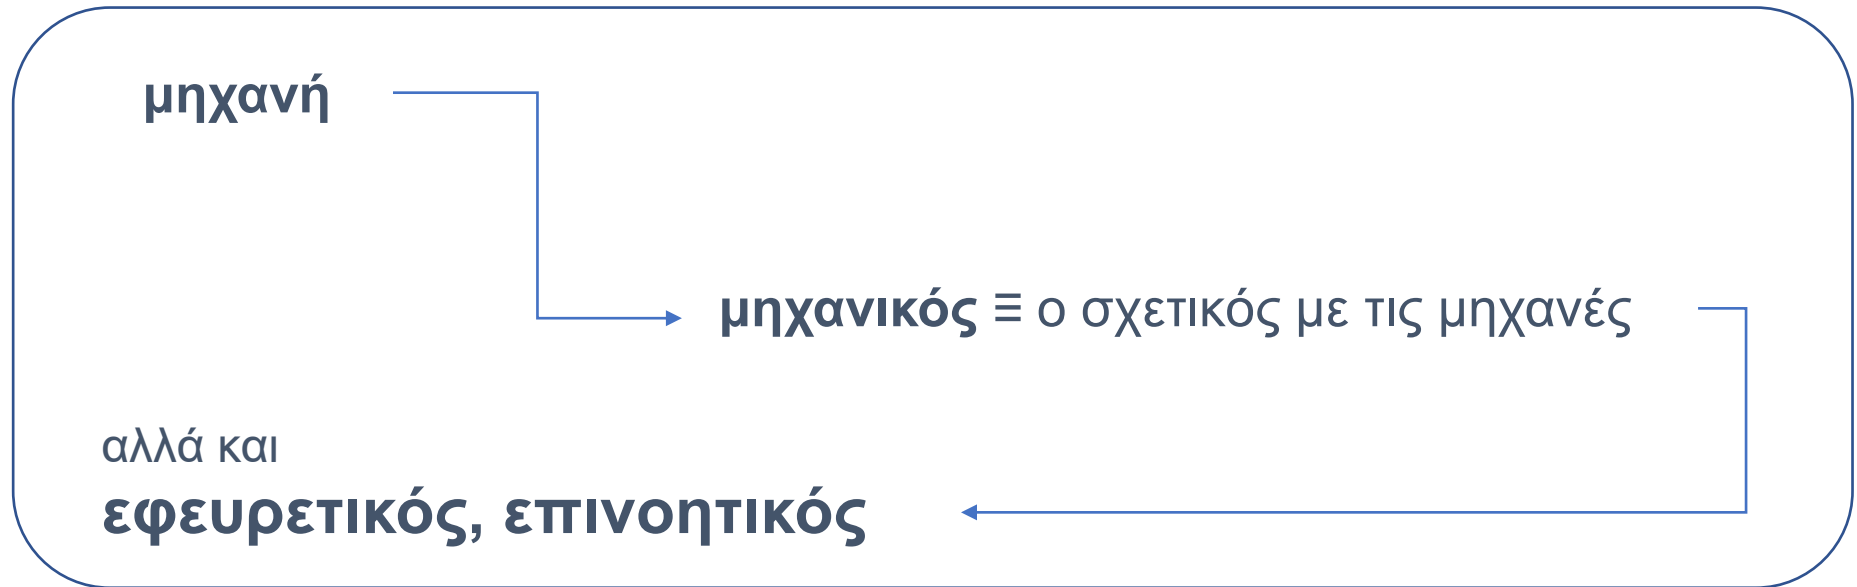 μηχανή
μηχανικός ≡ ο σχετικός με τις μηχανές
αλλά και
εφευρετικός, επινοητικός